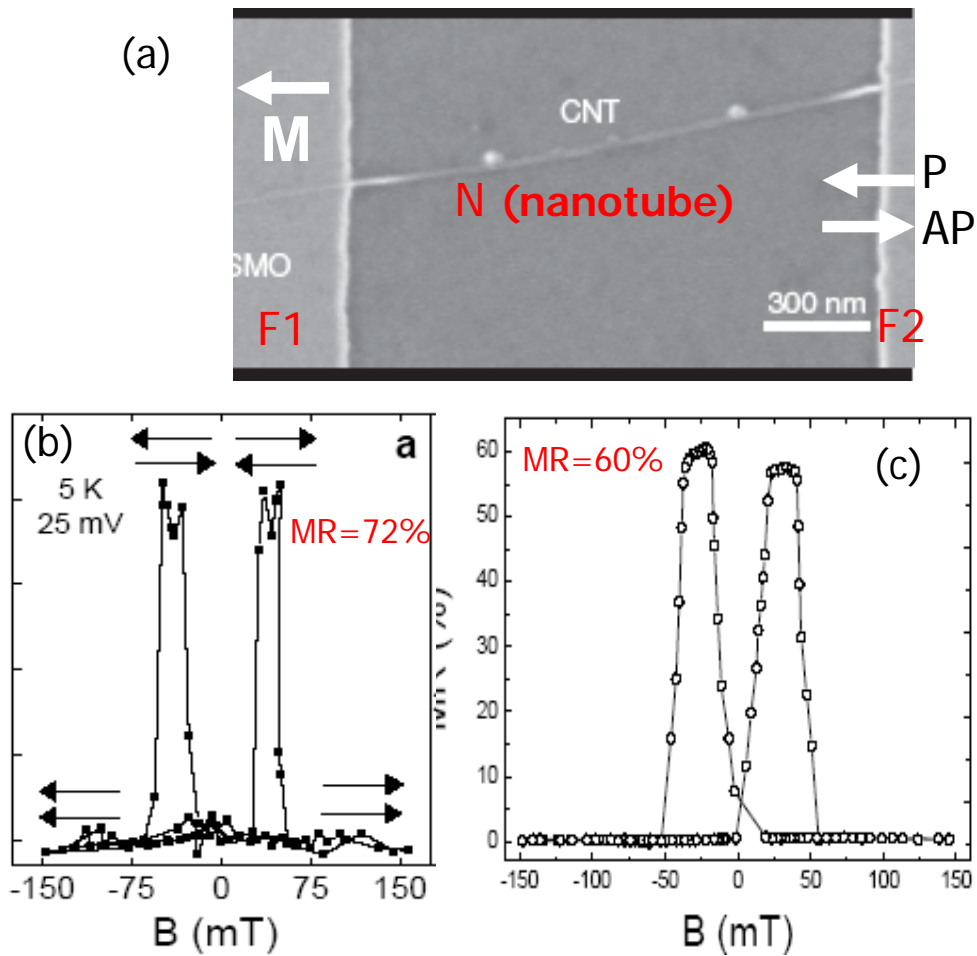 (a)
M
CNT
N (nanotube)
P
AP
SMO
F1
300 nm
F2
(b)
a
5 K
25 mV
MR=72%
-150 -75 0 75 150
B (mT)
MR=60%
(c)
60
50
40
30
20
10
0
-150 -100 -50 0 50 100 150
B (mT)